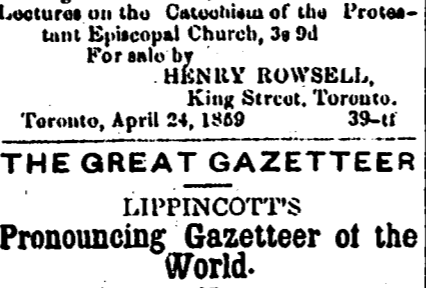 Lectures on the Catechism of the Protes-
tant Episcopal Church, 3s 9d
For sale by
HENRY ROWSELL,
King Street, Toronto.
Toronto, April 24, 1859 39-tf
THE GREAT GAZETTEER
LIPPINCOTT'S
Pronouncing Gazetteer of the
World.